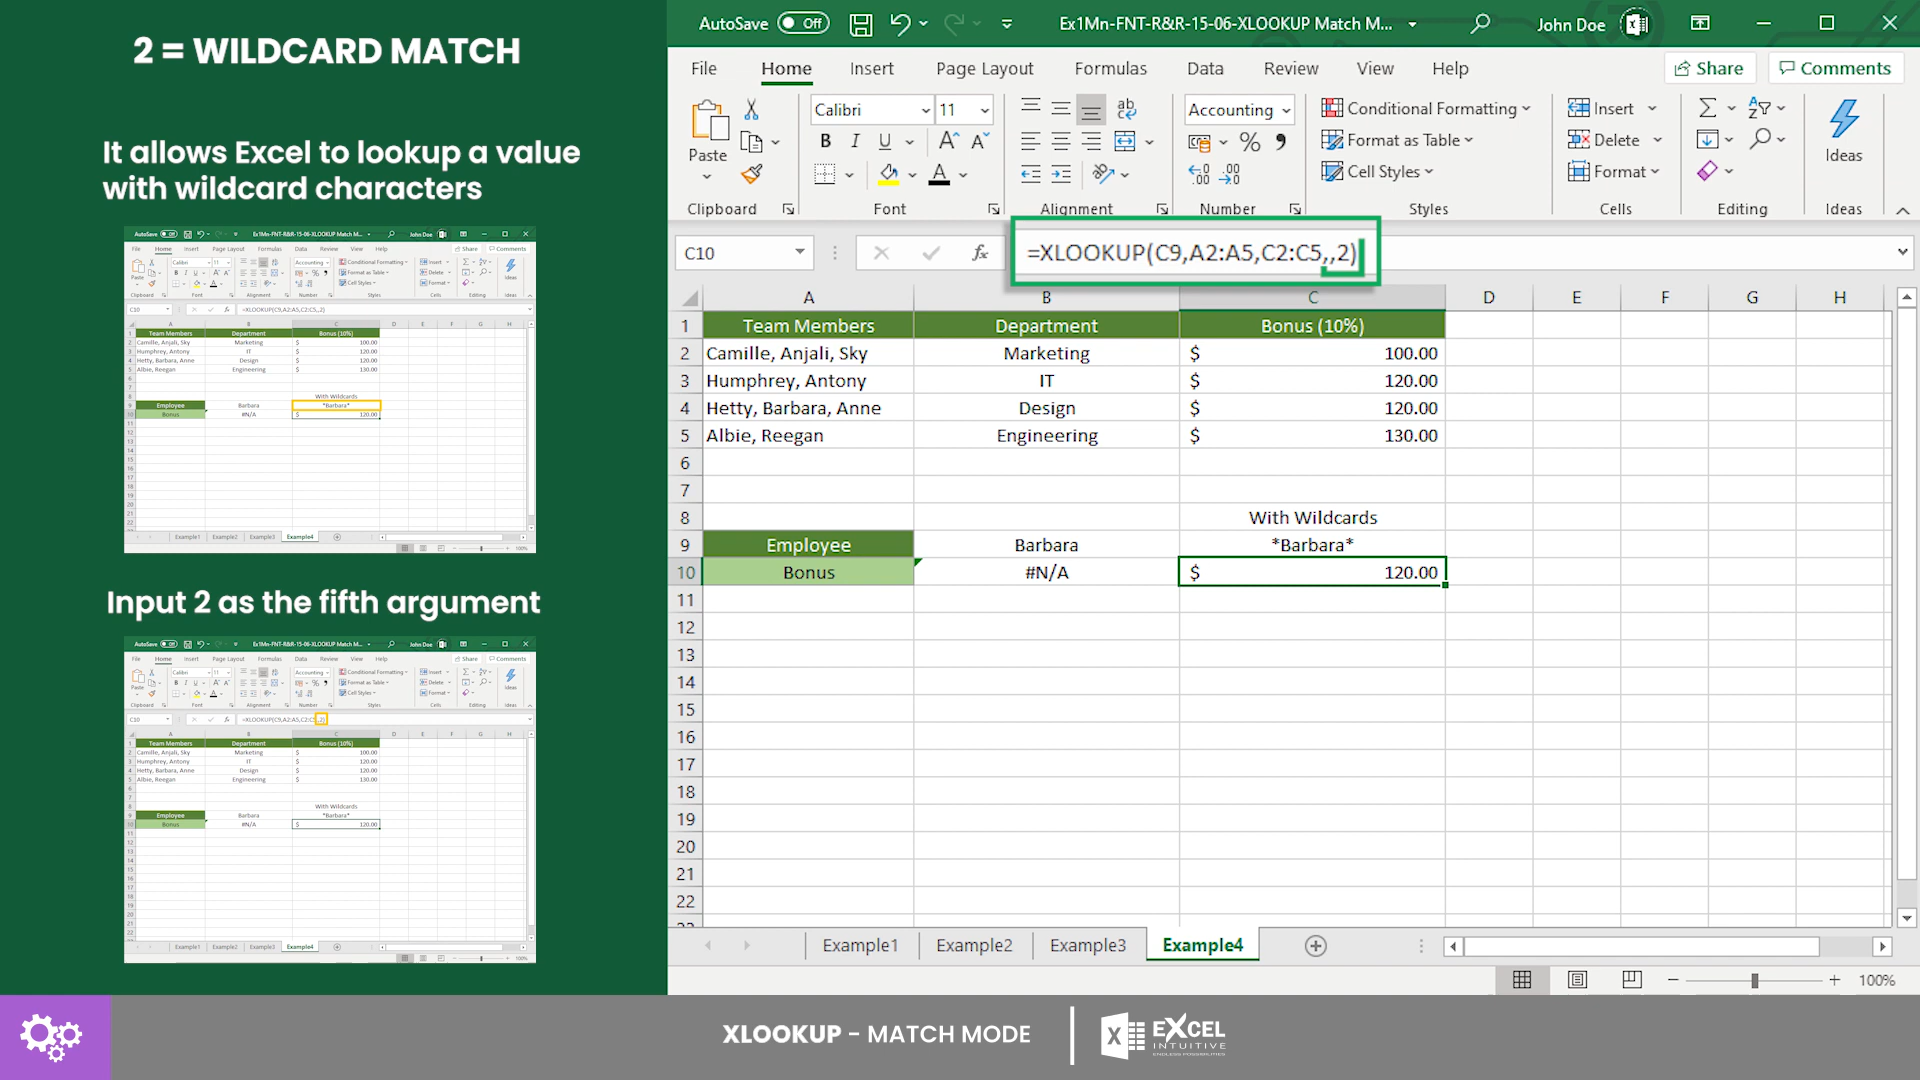 2 = WILDCARD MATCH
It allows Excel to lookup a value
with wildcard characters
Input 2 as the fifth argument
AutoSave Off
Ex1Mn-FNT-R&R-15-06-XLOOKUP Match M...
John Doe
File Home Insert Page Layout Formulas Data Review View Help Share Comments
Paste
Calibri 11
B I U A A
A
ab
Accounting
% 9
Conditional Formatting
Format as Table
Cell Styles
Insert
Delete
Format
Ideas
Clipboard Font Alignment Number Styles Cells Editing Ideas
C10 fx =XLOOKUP(C9,A2:A5,C2:C5,,2)
A B C D E F G H
1 Team Members Department Bonus (10%)
2 Camille, Anjali, Sky Marketing $ 100.00
3 Humphrey, Antony IT $ 120.00
4 Hetty, Barbara, Anne Design $ 120.00
5 Albie, Reegan Engineering $ 130.00
6
7
8 With Wildcards
9 Employee Barbara *Barbara*
10 Bonus #N/A $ 120.00
11
12
13
14
15
16
17
18
19
20
21
22
Example1 Example2 Example3 Example4
100%
XLOOKUP - MATCH MODE
EXCEL
INTUITIVE
ENDLESS POSSIBILITIES